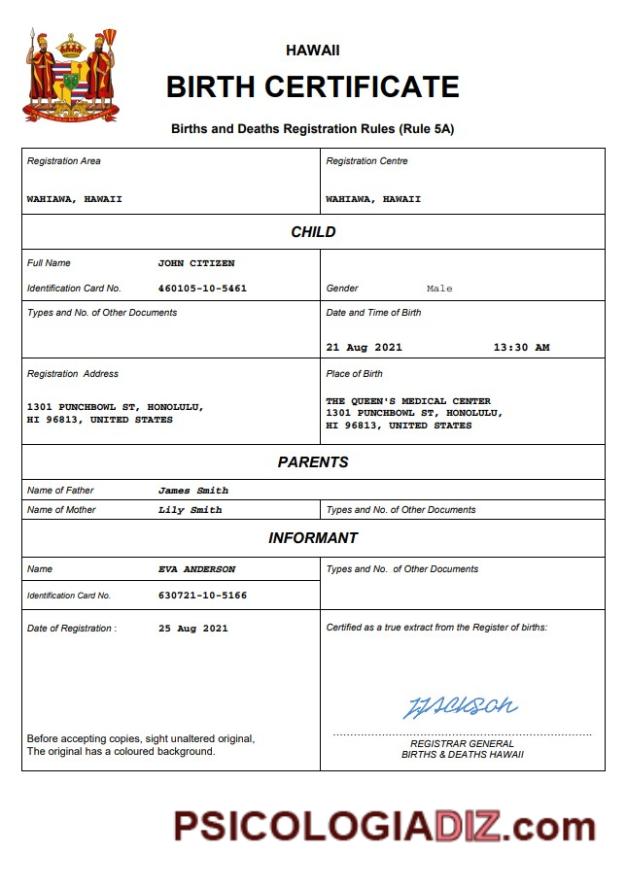 HAWAII
BIRTH CERTIFICATE
Births and Deaths Registration Rules (Rule 5A)
Registration Area
WAHIAWA, HAWAII
Registration Centre
WAHIAWA, HAWAII
CHILD
Full Name JOHN CITIZEN
Identification Card No. 460105-10-5461
Gender Male
Types and No. of Other Documents
Date and Time of Birth
21 Aug 2021 13:30 AM
Registration Address
1301 PUNCHBOWL ST, HONOLULU,
HI 96813, UNITED STATES
Place of Birth
THE QUEEN'S MEDICAL CENTER
1301 PUNCHBOWL ST, HONOLULU,
HI 96813, UNITED STATES
PARENTS
Name of Father James Smith
Name of Mother Lily Smith
Types and No. of Other Documents
INFORMANT
Name EVA ANDERSON
Types and No. of Other Documents
Identification Card No. 630721-10-5166
Date of Registration : 25 Aug 2021
Certified as a true extract from the Register of births:
Before accepting copies, sight unaltered original,
The original has a coloured background.
REGISTRAR GENERAL
BIRTHS & DEATHS HAWAII
PSICOLOGIADIZ.com